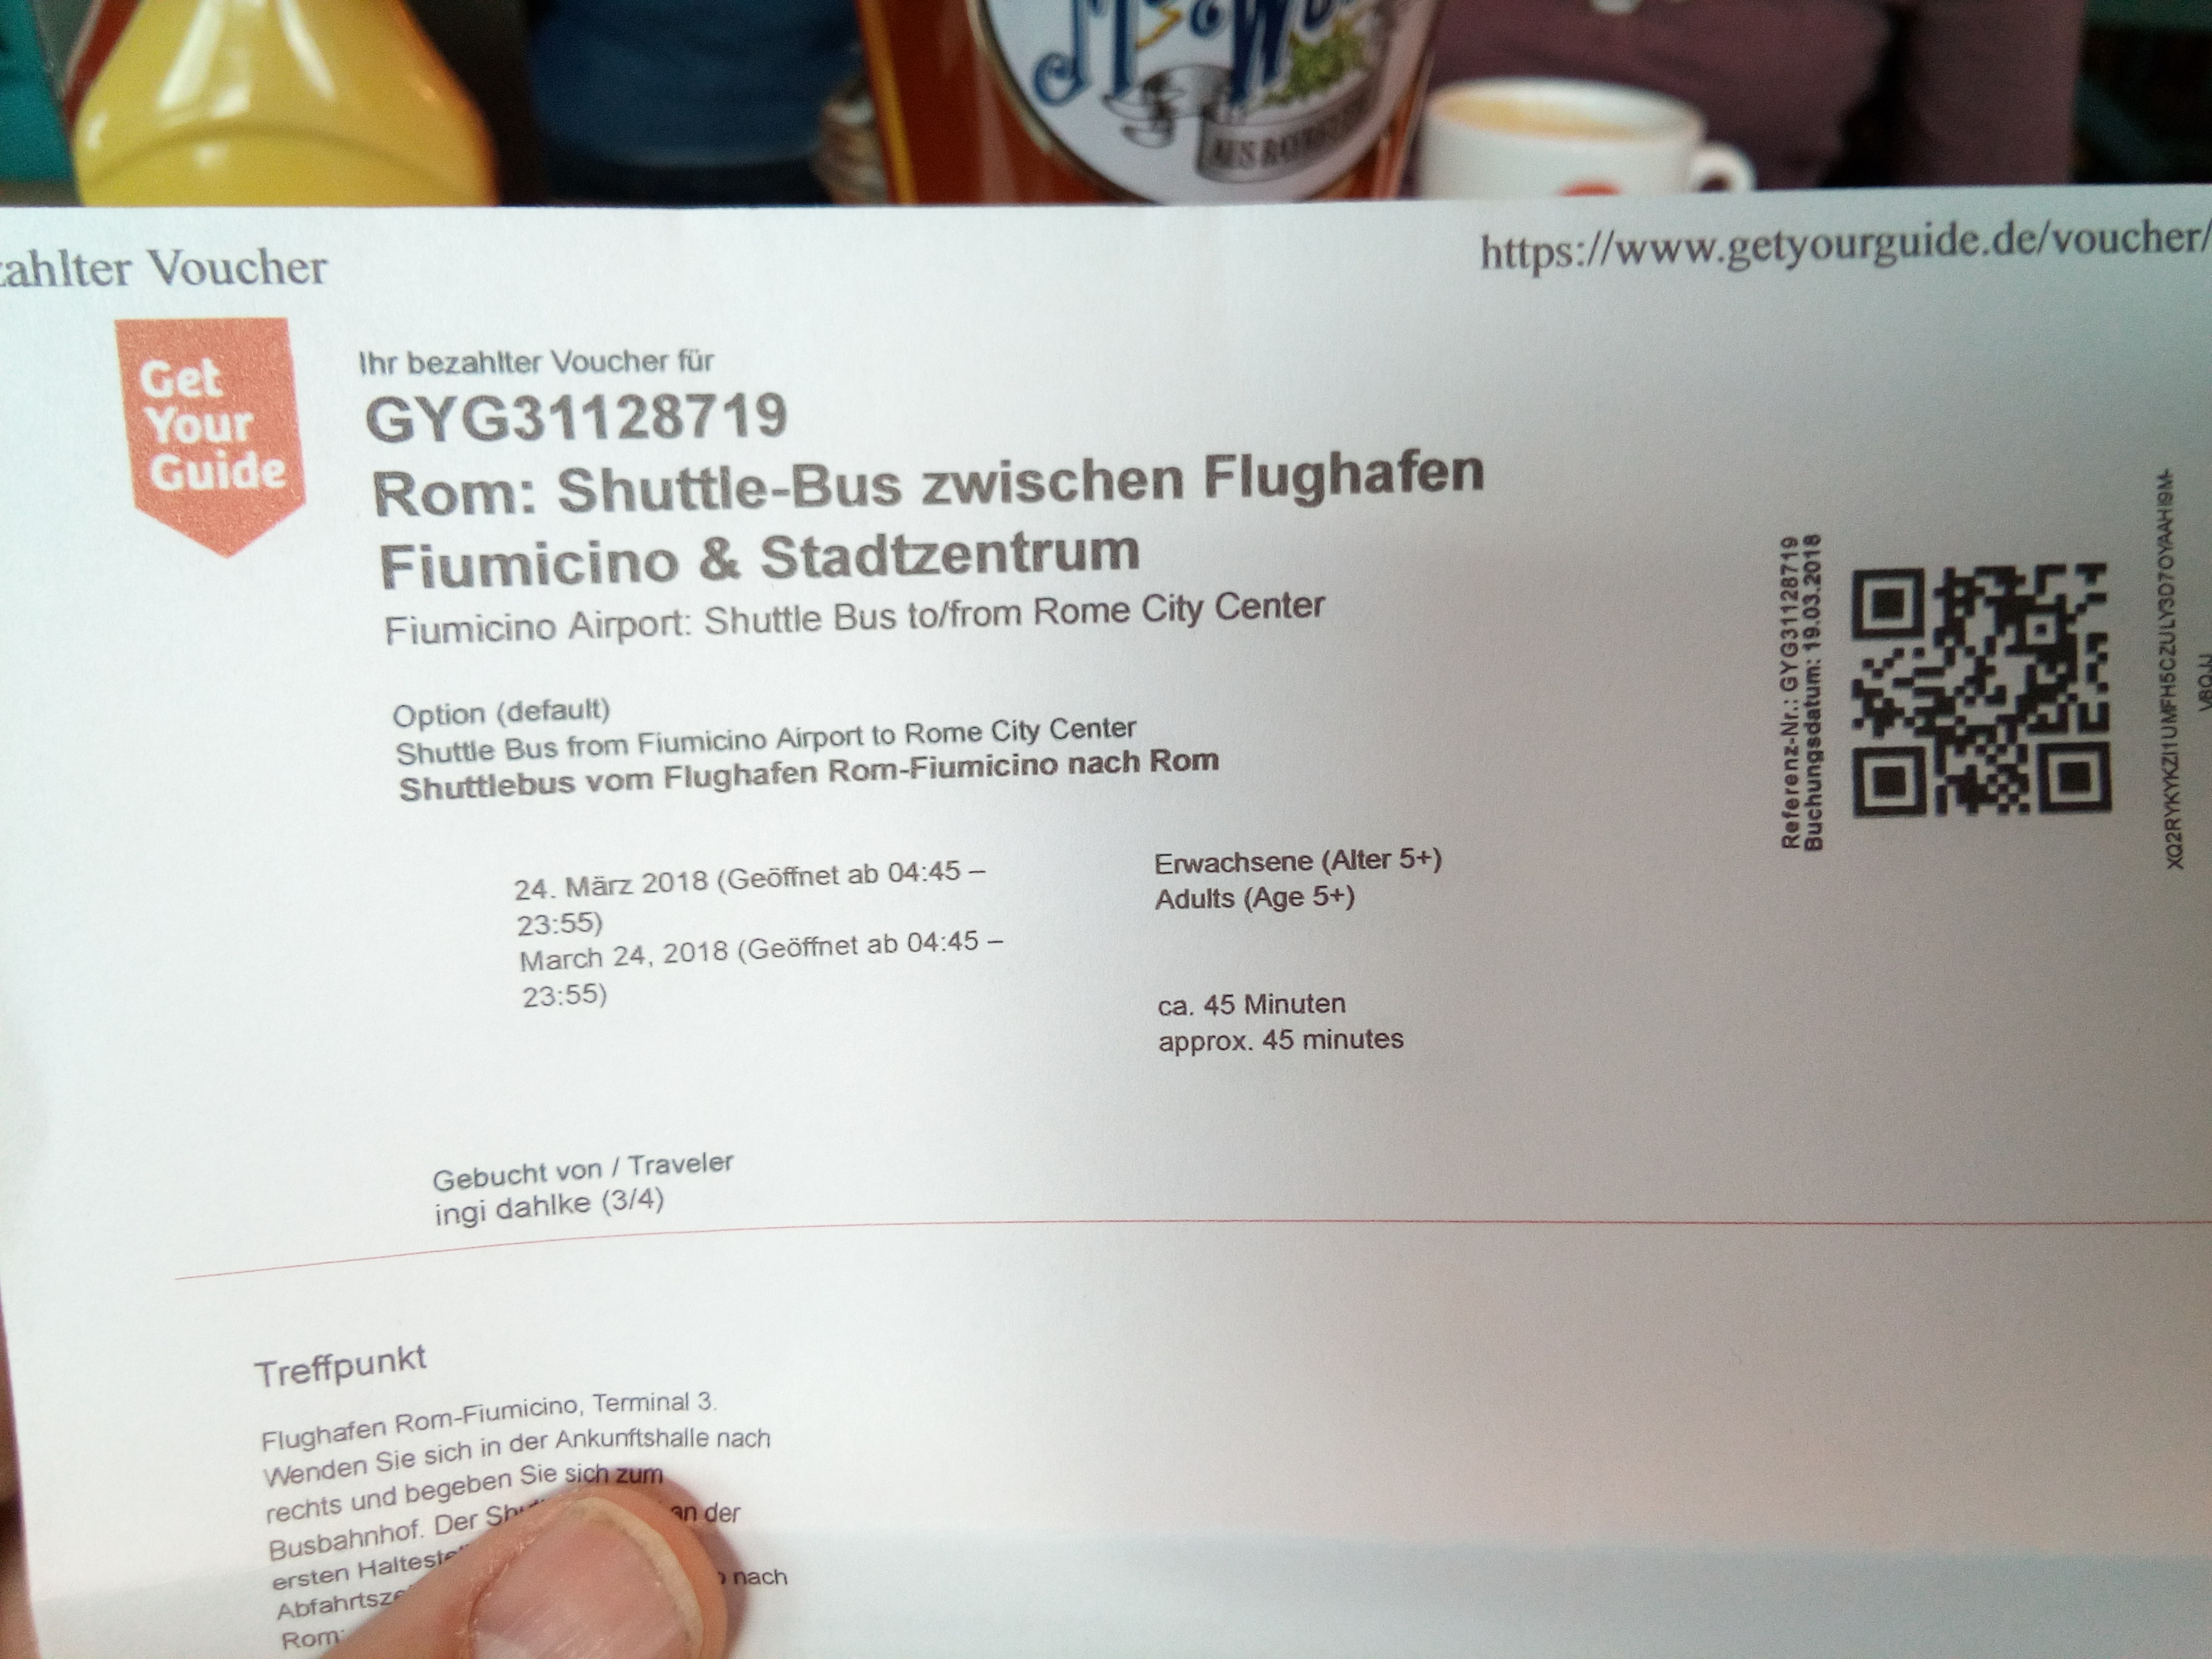 zahlter Voucher
https://www.getyourguide.de/voucher/
Get
Your
Guide
Ihr bezahlter Voucher für
GYG31128719
Rom: Shuttle-Bus zwischen Flughafen
Fiumicino & Stadtzentrum
Fiumicino Airport: Shuttle Bus to/from Rome City Center
Option (default)
Shuttle Bus from Fiumicino Airport to Rome City Center
Shuttlebus vom Flughafen Rom-Fiumicino nach Rom
24. März 2018 (Geöffnet ab 04:45 –
23:55)
March 24, 2018 (Geöffnet ab 04:45 –
23:55)
Erwachsene (Alter 5+)
Adults (Age 5+)
ca. 45 Minuten
approx. 45 minutes
Referenz-Nr.: GYG31128719
Buchungsdatum: 19.03.2018
Gebucht von / Traveler
ingi dahlke (3/4)
Treffpunkt
Flughafen Rom-Fiumicino, Terminal 3.
Wenden Sie sich in der Ankunftshalle nach
rechts und begeben Sie sich zum
Busbahnhof. Der an der
ersten
nach
Rom: